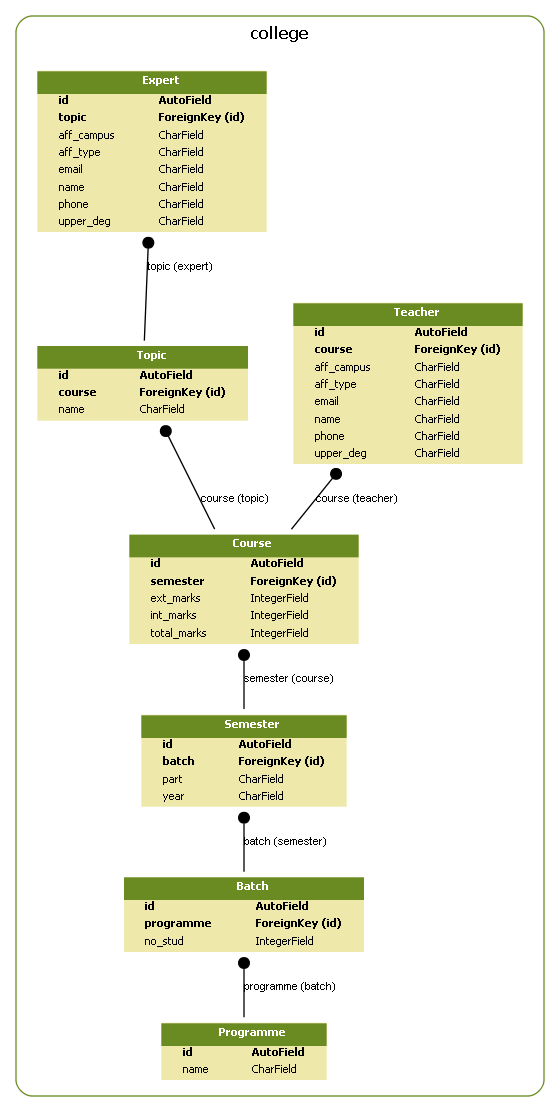 college
Expert
id AutoField
topic ForeignKey (id)
aff_campus CharField
aff_type CharField
email CharField
name CharField
phone CharField
upper_deg CharField
topic (expert)
Teacher
id AutoField
course ForeignKey (id)
aff_campus CharField
aff_type CharField
email CharField
name CharField
phone CharField
upper_deg CharField
Topic
id AutoField
course ForeignKey (id)
name CharField
course (topic)
course (teacher)
Course
id AutoField
semester ForeignKey (id)
ext_marks IntegerField
int_marks IntegerField
total_marks IntegerField
semester (course)
Semester
id AutoField
batch ForeignKey (id)
part CharField
year CharField
batch (semester)
Batch
id AutoField
programme ForeignKey (id)
no_stud IntegerField
programme (batch)
Programme
id AutoField
name CharField